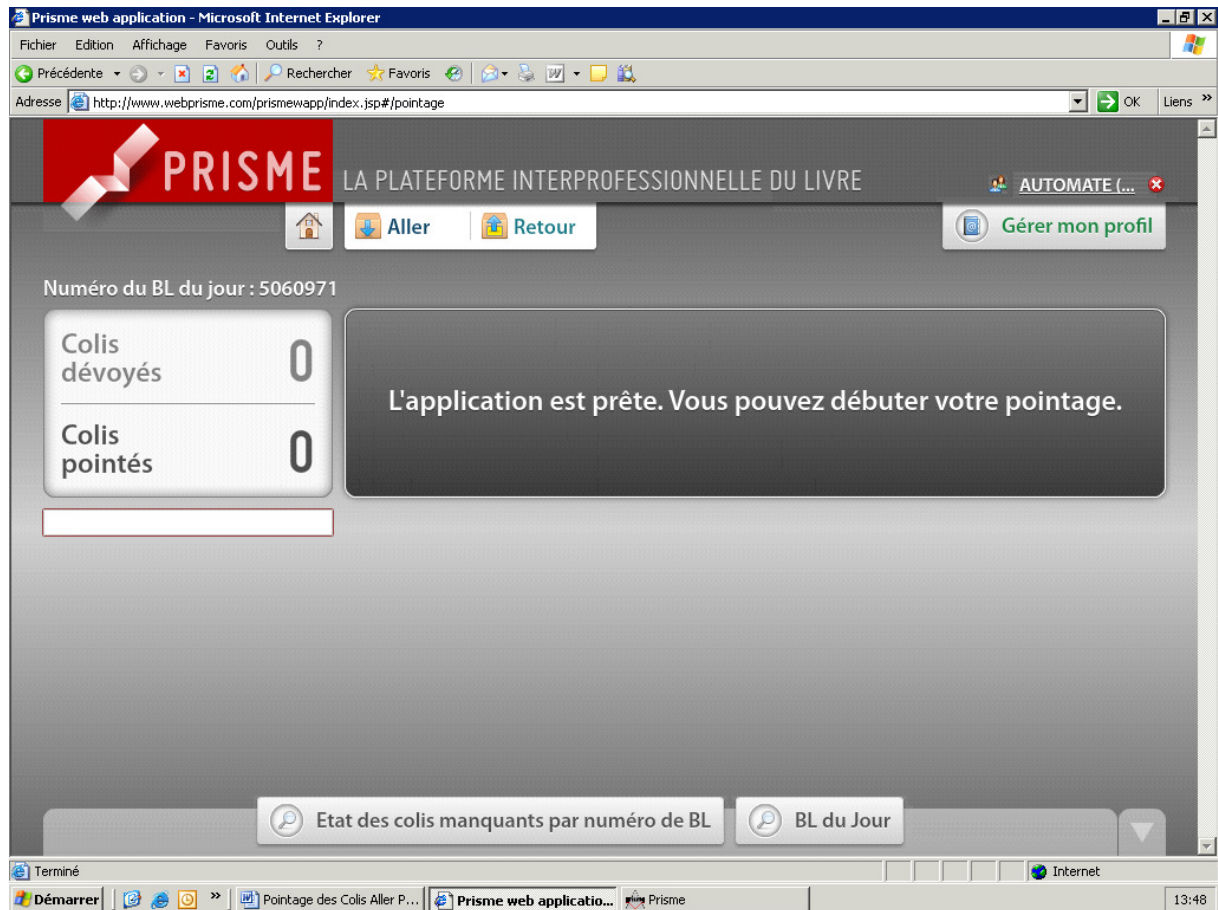 Prisme web application - Microsoft Internet Explorer
Fichier Edition Affichage Favoris Outils ?
Précédente Rechercher Favoris
Adresse http://www.webprisme.com/prismewapp/index.jsp#/pointage OK Liens »
PRISME LA PLATEFORME INTERPROFESSIONNELLE DU LIVRE AUTOMATE (...
Aller Retour Gérer mon profil
Numéro du BL du jour : 5060971
Colis
dévoyés 0
L'application est prête. Vous pouvez débuter votre pointage.
Colis
pointés 0
Etat des colis manquants par numéro de BL BL du Jour
Terminé Internet
Démarrer » Pointage des Colis Aller P... Prisme web applicatio... Prisme 13:48